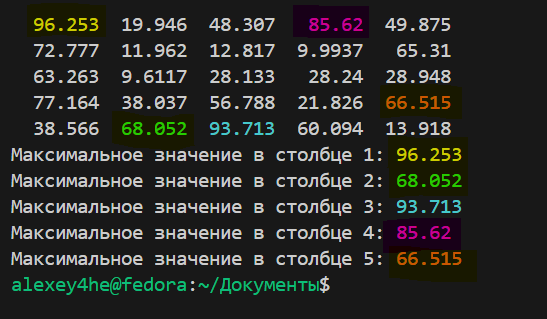 96.253 19.946 48.307 85.62 49.875
72.777 11.962 12.817 9.9937 65.31
63.263 9.6117 28.133 28.24 28.948
77.164 38.037 56.788 21.826 66.515
38.566 68.052 93.713 60.094 13.918
Максимальное значение в столбце 1: 96.253
Максимальное значение в столбце 2: 68.052
Максимальное значение в столбце 3: 93.713
Максимальное значение в столбце 4: 85.62
Максимальное значение в столбце 5: 66.515
alexey4he@fedora:~/Документы$